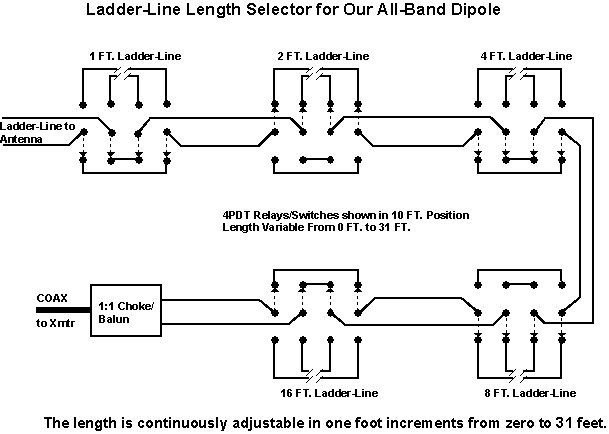 Ladder-Line Length Selector for Our All-Band Dipole
1 FT. Ladder-Line
2 FT. Ladder-Line
4 FT. Ladder-Line
Ladder-Line to
Antenna
4PDT Relays/Switches shown in 10 FT. Position
Length Variable From 0 FT. to 31 FT.
COAX
to Xmtr
1:1 Choke/
Balun
16 FT. Ladder-Line
8 FT. Ladder-Line
The length is continuously adjustable in one foot increments from zero to 31 feet.